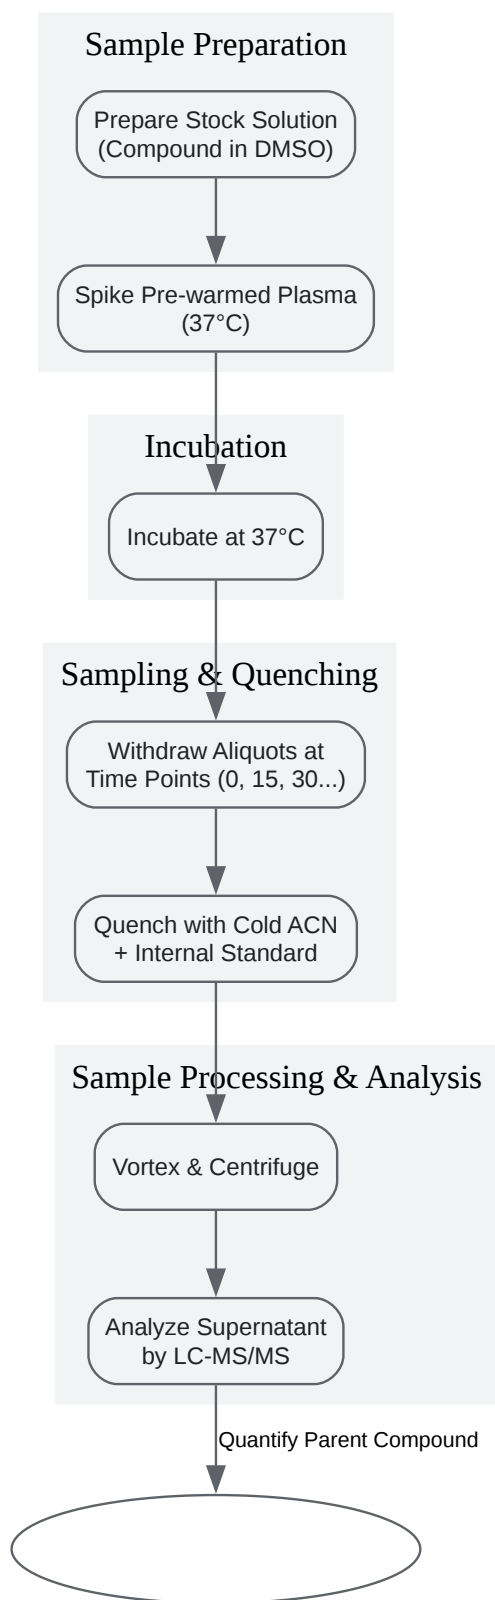 Sample Preparation
Prepare Stock Solution
(Compound in DMSO)
Spike Pre-warmed Plasma
(37°C)
Incubation
Incubate at 37°C
Sampling & Quenching
Withdraw Aliquots at
Time Points (0, 15, 30...)
Quench with Cold ACN
+ Internal Standard
Sample Processing & Analysis
Vortex & Centrifuge
Analyze Supernatant
by LC-MS/MS
Quantify Parent Compound